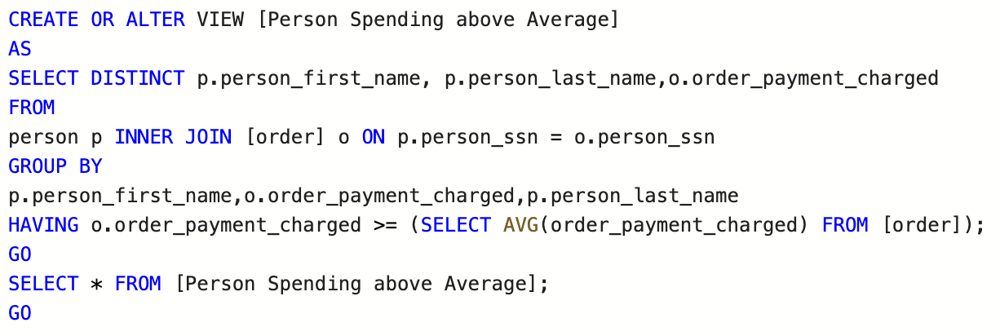 CREATE OR ALTER VIEW [Person Spending above Average]
AS
SELECT DISTINCT p.person_first_name, p.person_last_name,o.order_payment_charged
FROM
person p INNER JOIN [order] o ON p.person_ssn = o.person_ssn
GROUP BY
p.person_first_name,o.order_payment_charged,p.person_last_name
HAVING o.order_payment_charged >= (SELECT AVG(order_payment_charged) FROM [order]);
GO
SELECT * FROM [Person Spending above Average];
GO